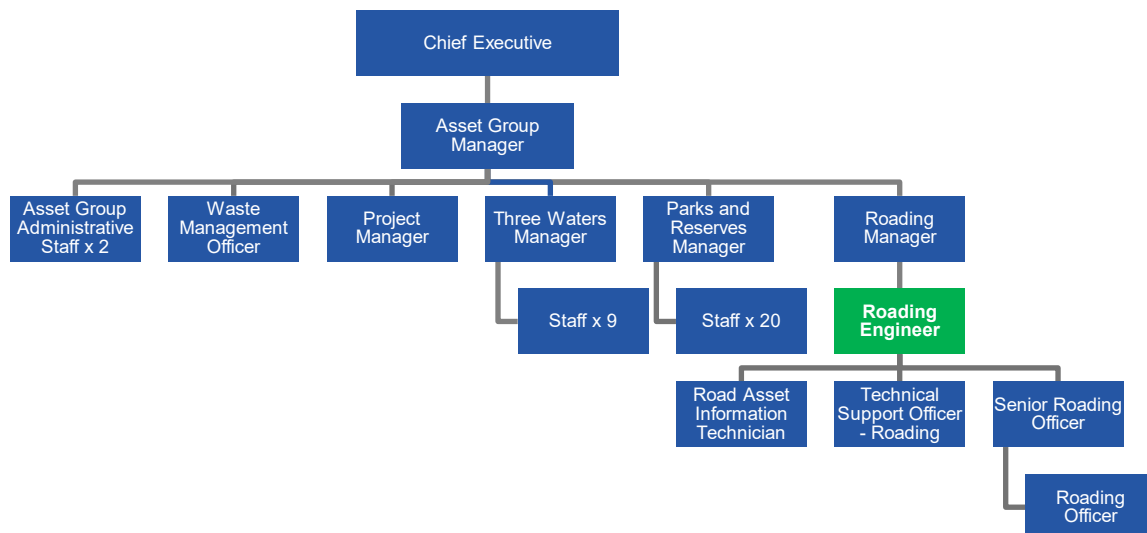 Chief Executive
Asset Group
Manager
Asset Group
Administrative
Staff x 2
Waste
Management
Officer
Project
Manager
Three Waters
Manager
Parks and
Reserves
Manager
Roading
Manager
Staff x 9
Staff x 20
Roading
Engineer
Road Asset
Information
Technician
Technical
Support Officer
- Roading
Senior Roading
Officer
Roading
Officer